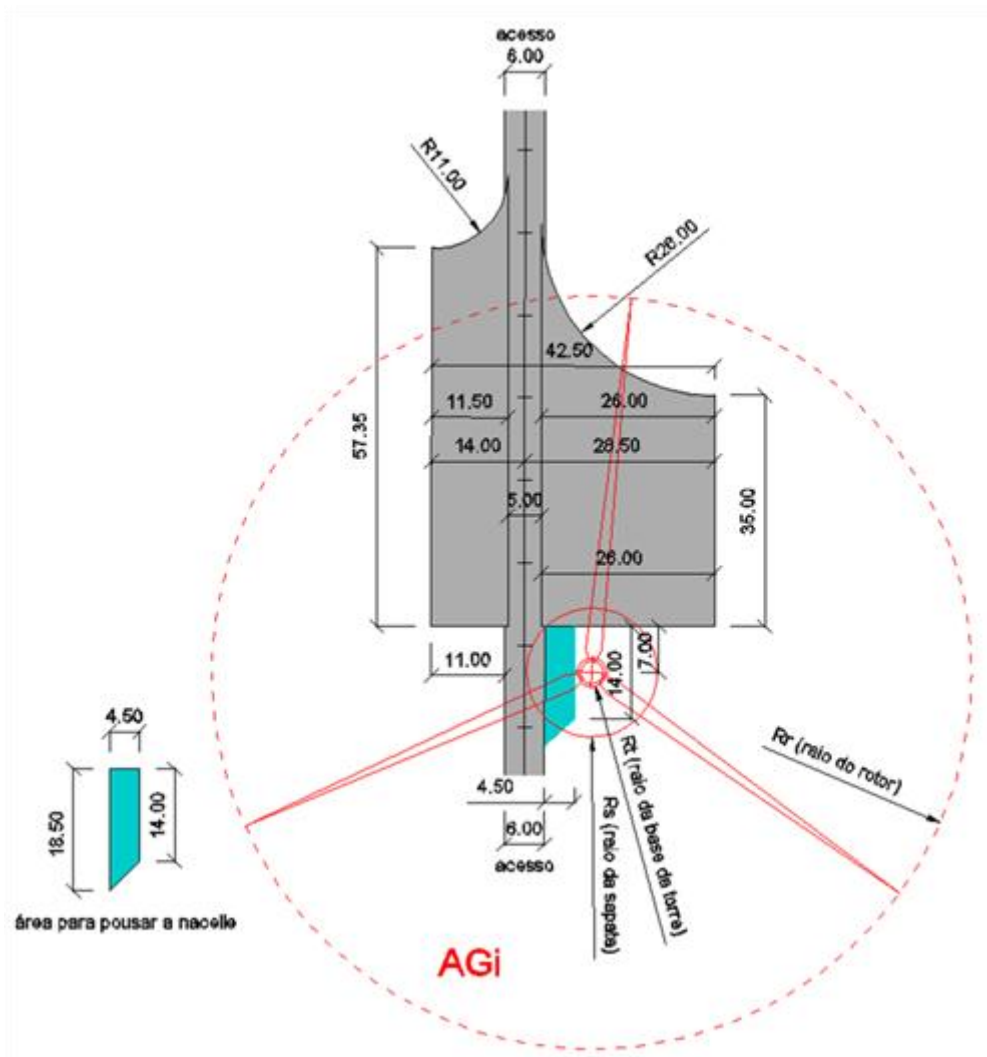 acesso
6.00
R11.00
R26.00
42.50
11.50
26.00
57.35
14.00
28.50
5.00
35.00
26.00
11.00
14.00
7.00
4.50
4.50
18.50
14.00
6.00
acesso
Rt (raio da base da torre)
Rs (raio da sapata)
Rr (raio do rotor)
área para pousar a nacelle
AGi